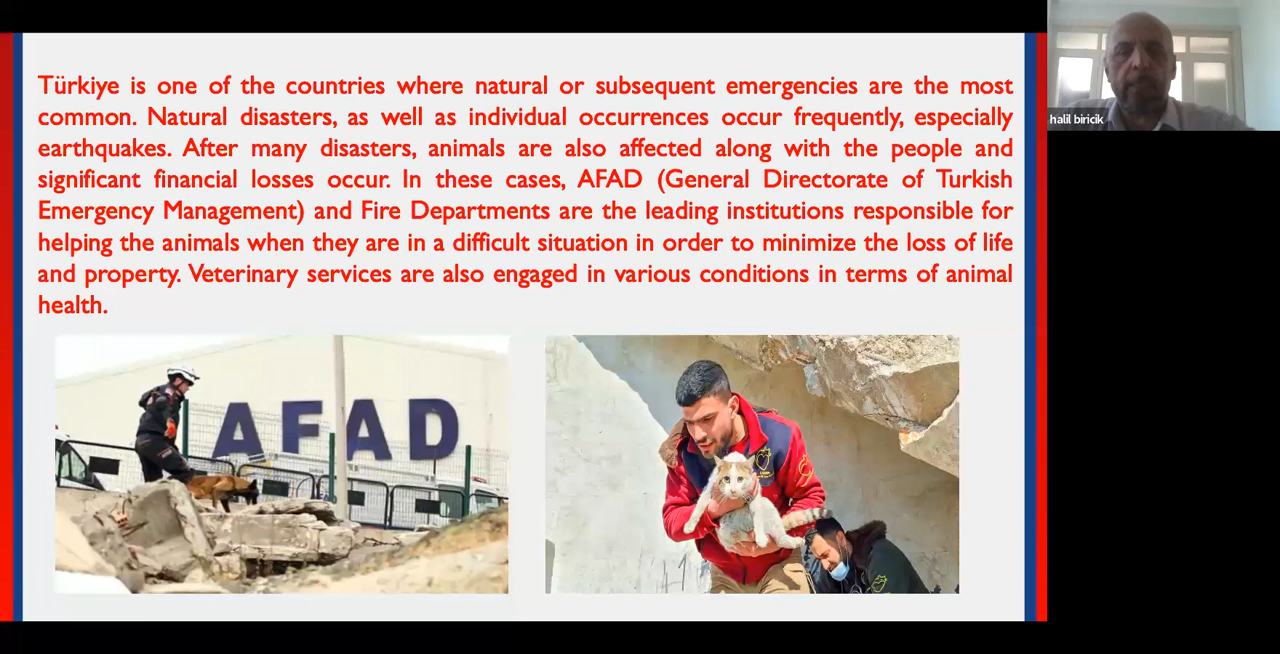 Türkiye is one of the countries where natural or subsequent emergencies are the most
common. Natural disasters, as well as individual occurrences occur frequently, especially
earthquakes. After many disasters, animals are also affected along with the people and
significant financial losses occur. In these cases, AFAD (General Directorate of Turkish
Emergency Management) and Fire Departments are the leading institutions responsible for
helping the animals when they are in a difficult situation in order to minimize the loss of life
and property. Veterinary services are also engaged in various conditions in terms of animal
health.
AFAD
halil biricik